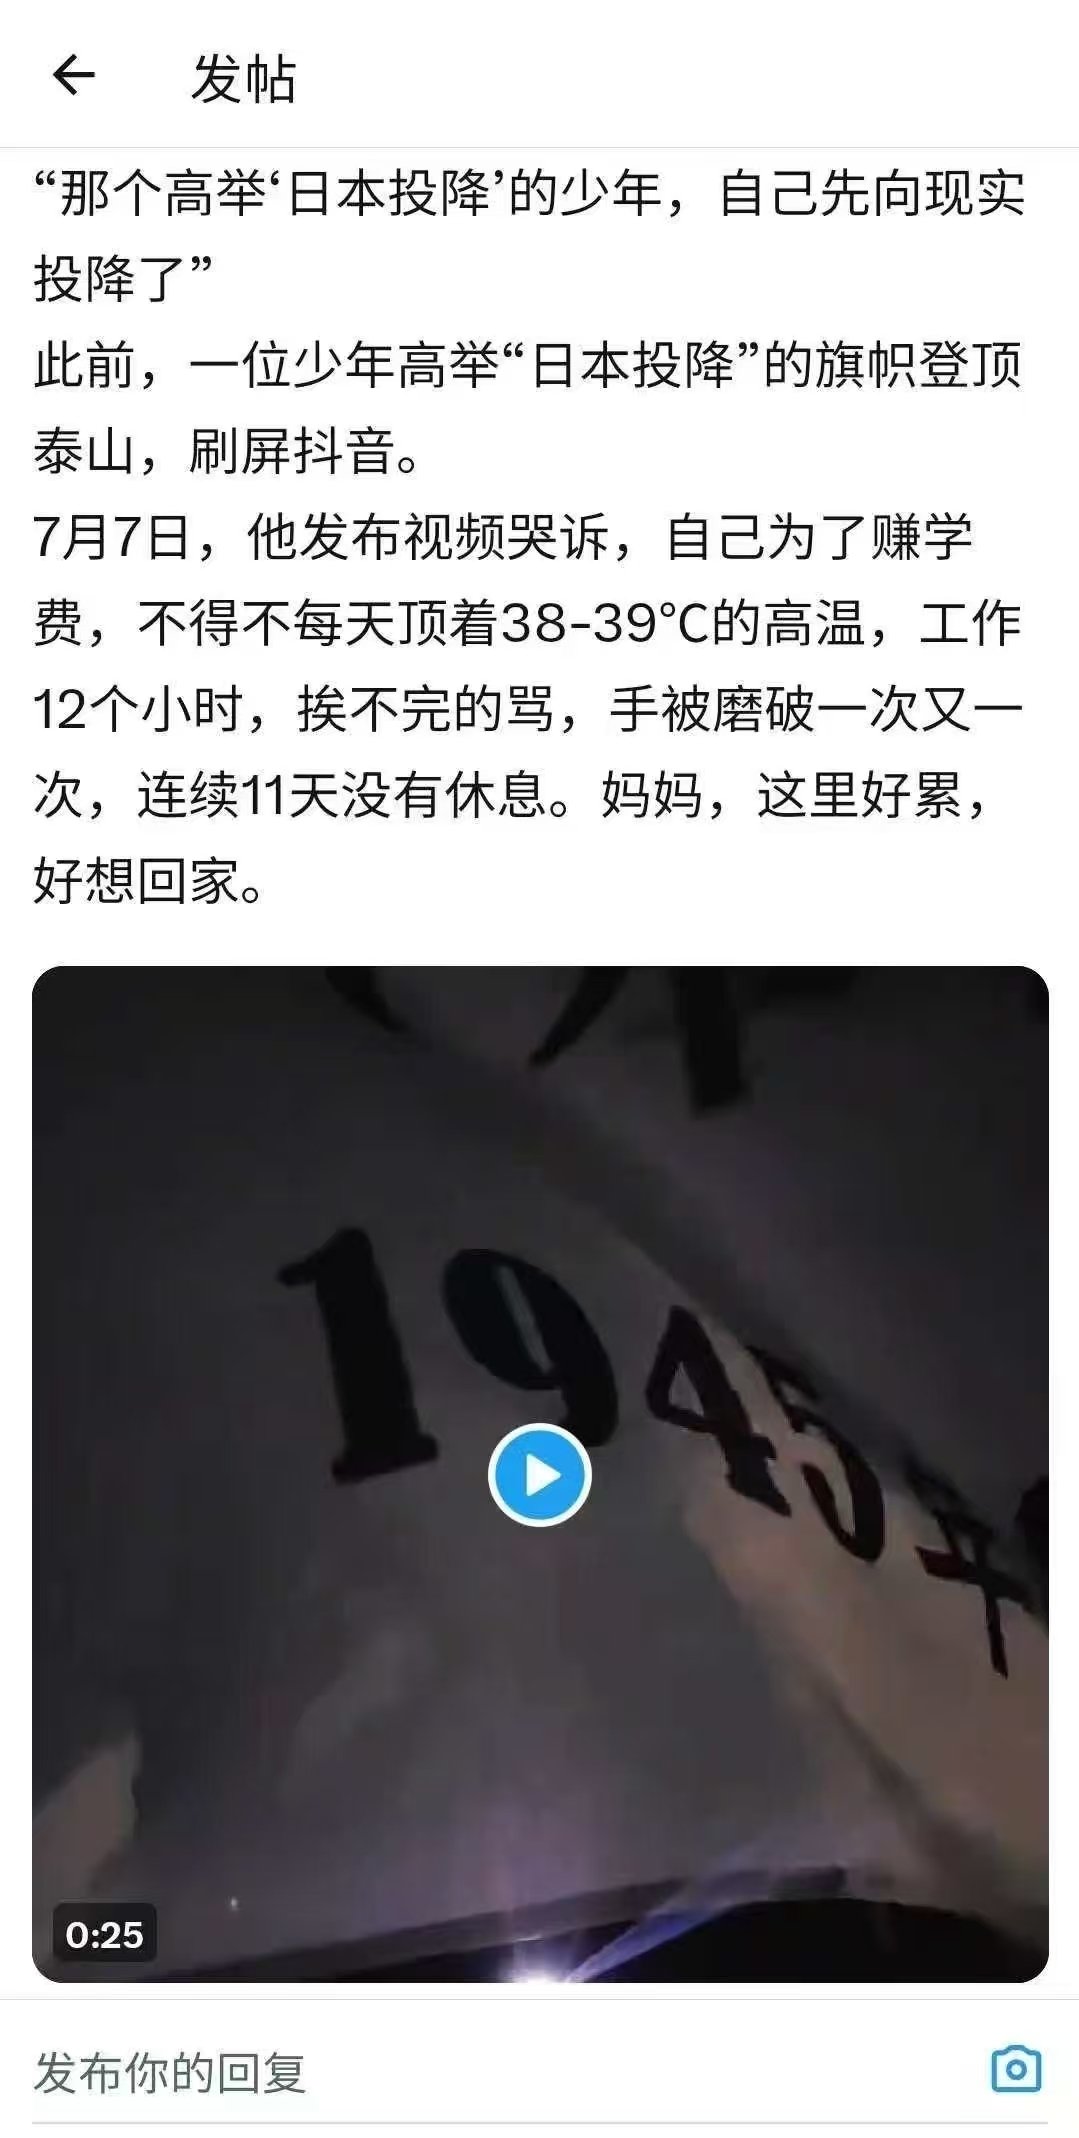 发帖
“那个高举‘日本投降’的少年，自己先向现实
投降了”
此前，一位少年高举“日本投降”的旗帜登顶
泰山，刷屏抖音。
7月7日，他发布视频哭诉，自己为了赚学
费，不得不每天顶着38-39℃的高温，工作
12个小时，挨不完的骂，手被磨破一次又一
次，连续11天没有休息。妈妈，这里好累，
好想回家。
1945年
0:25
发布你的回复